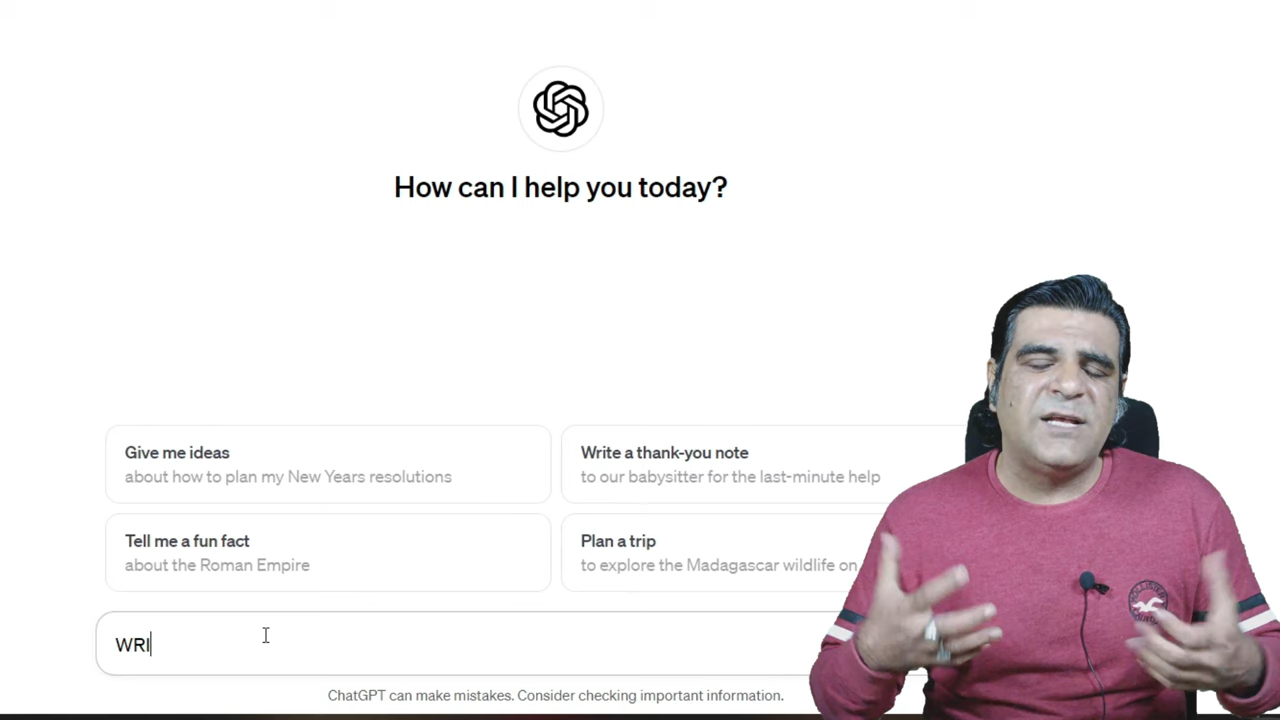 How can I help you today?
Give me ideas
about how to plan my New Years resolutions
Write a thank-you note
to our babysitter for the last-minute help
Tell me a fun fact
about the Roman Empire
Plan a trip
to explore the Madagascar wildlife on
WRI
ChatGPT can make mistakes. Consider checking important information.
HOLLISTER